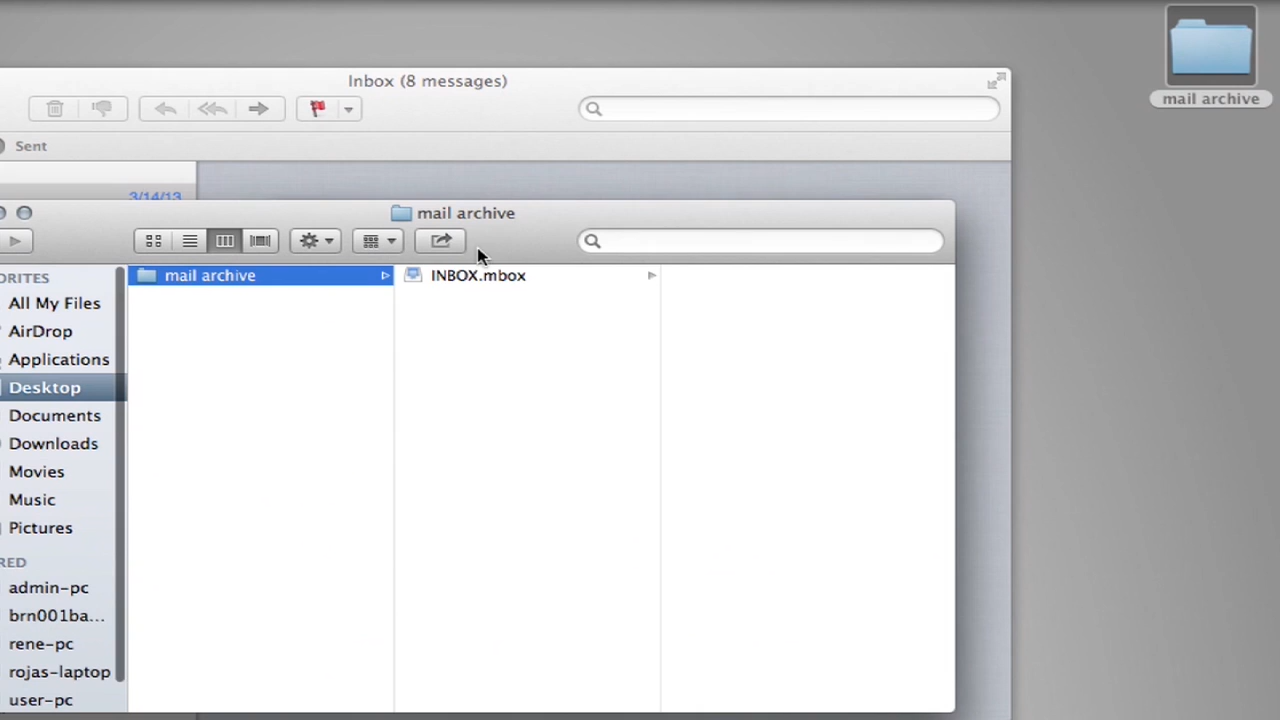 mail archive
Inbox (8 messages)
Sent
3/14/13
mail archive
mail archive
INBOX.mbox
ORITES
All My Files
AirDrop
Applications
Desktop
Documents
Downloads
Movies
Music
Pictures
RED
admin-pc
brn001ba...
rene-pc
rojas-laptop
user-pc